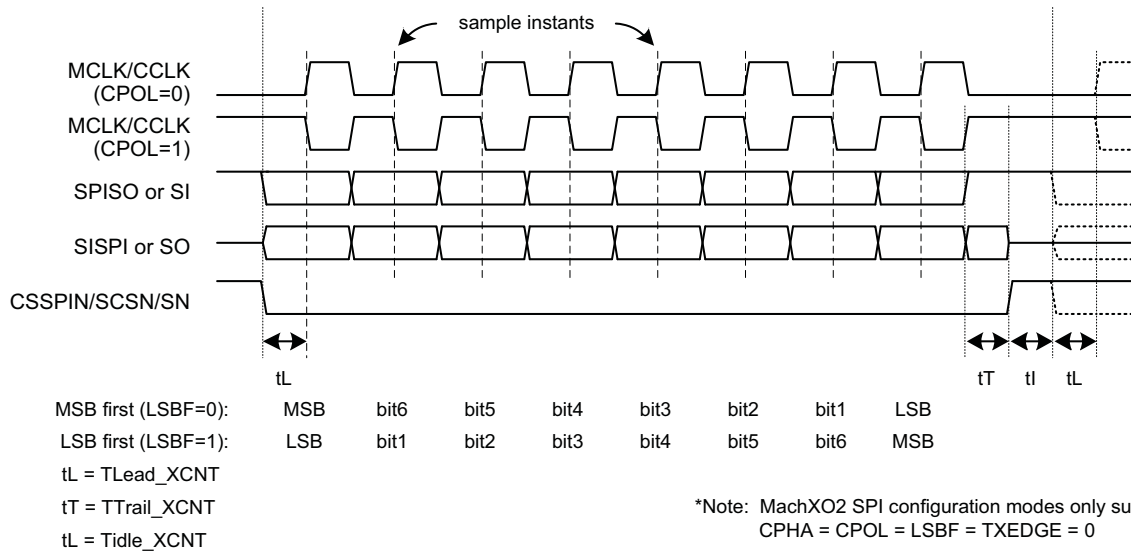 sample instants
MCLK/CCLK
(CPOL=0)
MCLK/CCLK
(CPOL=1)
SPISO or SI
SISPI or SO
CSSPIN/SCSN/SN
tL tT tI tL
MSB first (LSBF=0): MSB bit6 bit5 bit4 bit3 bit2 bit1 LSB
LSB first (LSBF=1): LSB bit1 bit2 bit3 bit4 bit5 bit6 MSB
tL = TLead_XCNT
tT = TTrail_XCNT
*Note: MachXO2 SPI configuration modes only su
CPHA = CPOL = LSBF = TXEDGE = 0
tL = Tidle_XCNT